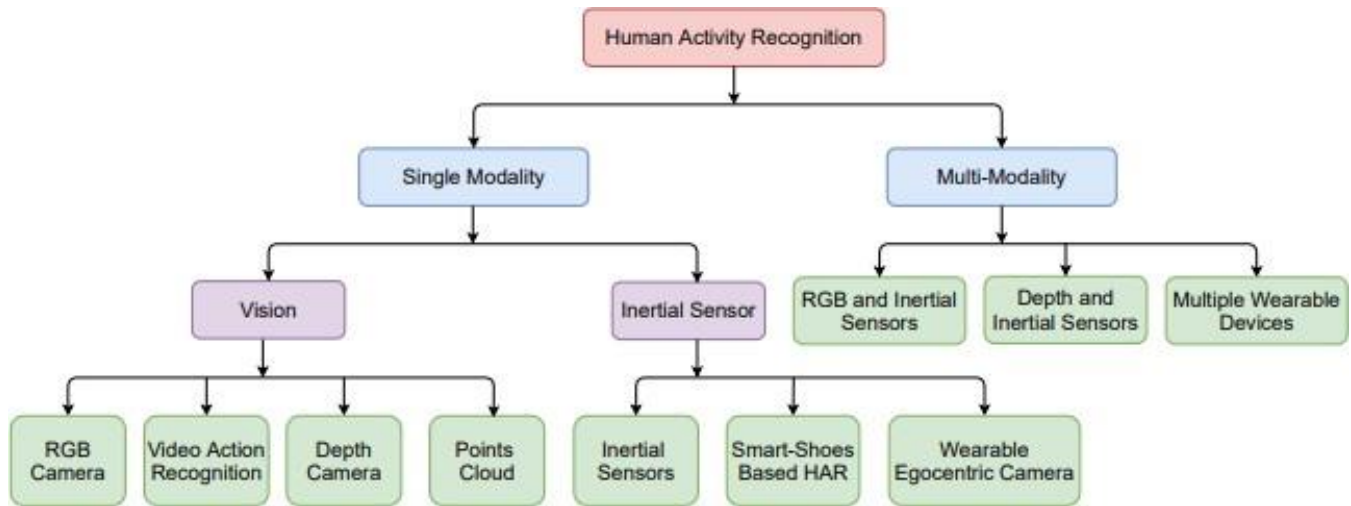 Human Activity Recognition
Single Modality
Multi-Modality
Vision
Inertial Sensor
RGB and Inertial
Sensors
Depth and
Inertial Sensors
Multiple Wearable
Devices
RGB
Camera
Video Action
Recognition
Depth
Camera
Points
Cloud
Inertial
Sensors
Smart-Shoes
Based HAR
Wearable
Egocentric Camera